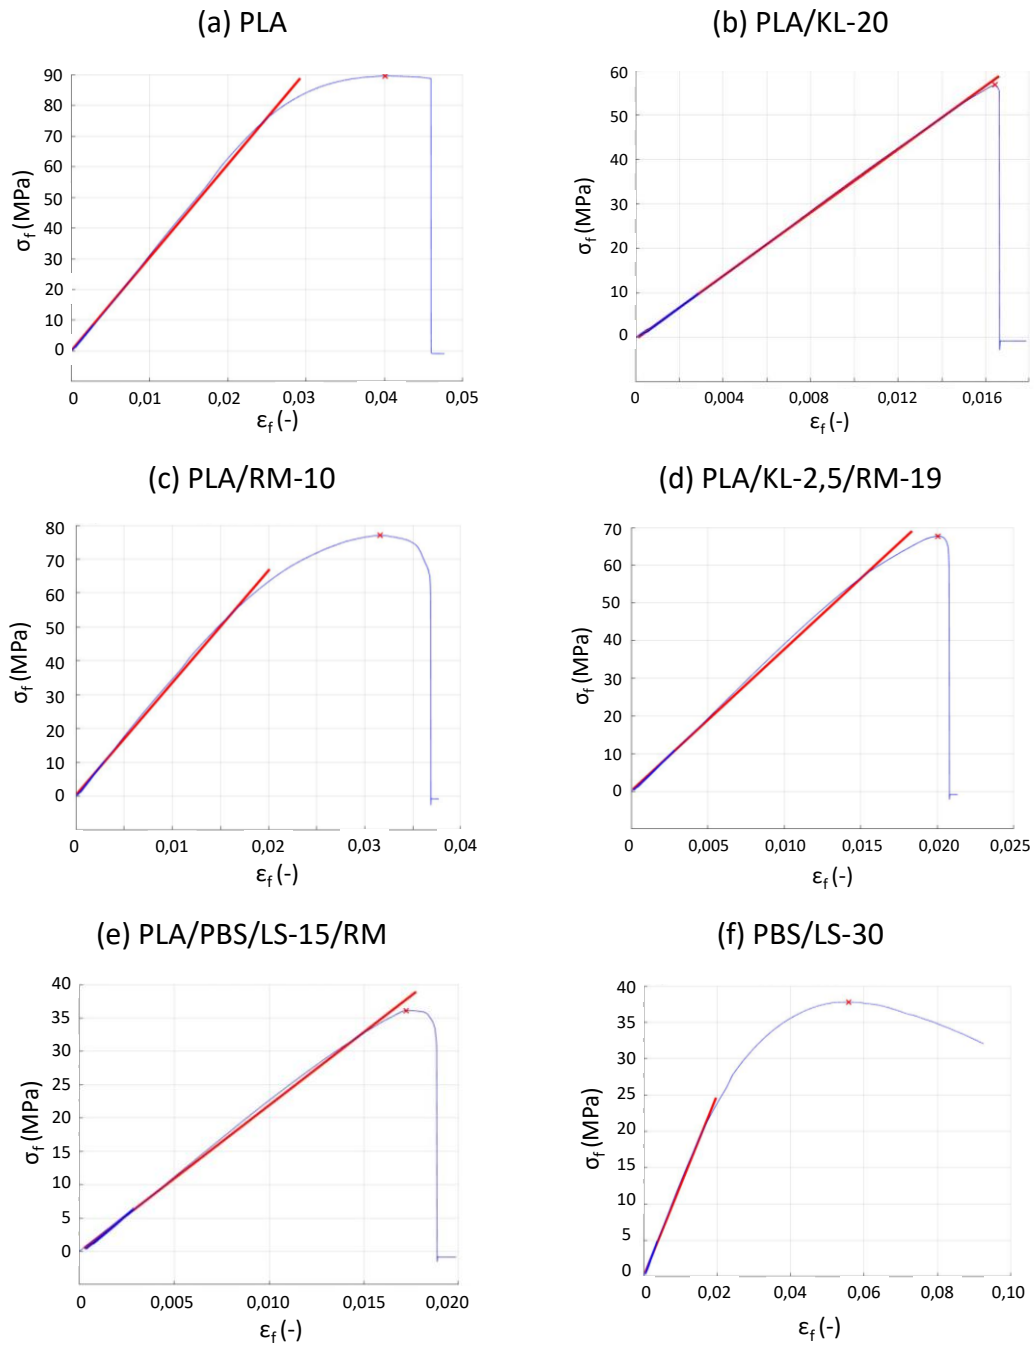 (a) PLA
(b) PLA/KL-20
90
80
70
60
50
40
30
20
10
0
σf (MPa)
0 0,01 0,02 0,03 0,04 0,05
εf (-)
60
50
40
30
20
10
0
σf (MPa)
0 0,004 0,008 0,012 0,016
εf (-)
(c) PLA/RM-10
(d) PLA/KL-2,5/RM-19
80
70
60
50
40
30
20
10
0
σf (MPa)
0 0,01 0,02 0,03 0,04
εf (-)
70
60
50
40
30
20
10
0
σf (MPa)
0 0,005 0,010 0,015 0,020 0,025
εf (-)
(e) PLA/PBS/LS-15/RM
(f) PBS/LS-30
40
35
30
25
20
15
10
5
0
σf (MPa)
0 0,005 0,010 0,015 0,020
εf (-)
40
35
30
25
20
15
10
5
0
σf (MPa)
0 0,02 0,04 0,06 0,08 0,10
εf (-)